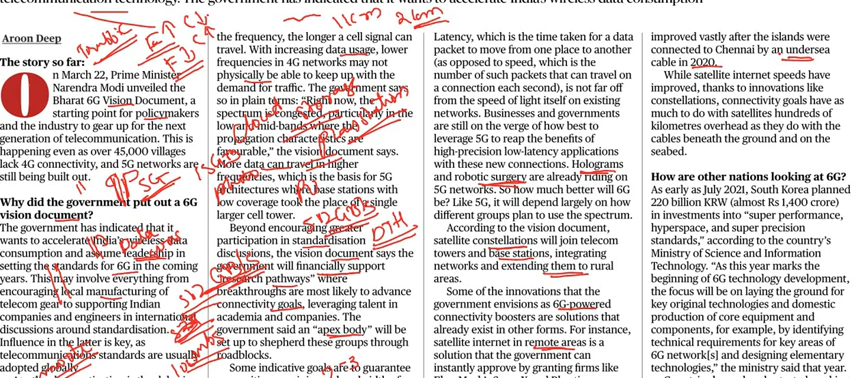 telecommunication technology. The government has indicated that it wants to accelerate India's wireless data consumption
11cm
21cm
Aroon Deep
The story so far:
On March 22, Prime Minister
Narendra Modi unveiled the
Bharat 6G Vision Document, a
starting point for policymakers
and the industry to gear up for the next
generation of telecommunication. This is
happening even as over 45,000 villages
lack 4G connectivity, and 5G networks are
still being built out.
Why did the government put out a 6G
vision document?
The government has indicated that it
wants to accelerate India's wireless data
consumption and assume leadership in
setting the standards for 6G in the coming
years. This may involve everything from
encouraging local manufacturing of
telecom gear to supporting Indian
companies and engineers in international
discussions around standardisation.
Influence in the latter is key, as
telecommunications standards are usually
adopted globally.
the frequency, the longer a cell signal can
travel. With increasing data usage, lower
frequencies in 4G networks may not
physically be able to keep up with the
demand for traffic. The government says
so in plain terms: "Right now, the
spectrum is congested, particularly in the
low and mid-bands where the
propagation characteristics are
favourable," the vision document says.
More data can travel in higher
frequencies, which is the basis for 5G
architectures where base stations with
low coverage took the place of a single
larger cell tower.
Beyond encouraging greater
participation in standardisation
discussions, the vision document says the
government will financially support
"research pathways" where
breakthroughs are most likely to advance
connectivity goals, leveraging talent in
academia and companies. The
government said an "apex body" will be
set up to shepherd these groups through
roadblocks.
Some indicative goals are to guarantee
Latency, which is the time taken for a data
packet to move from one place to another
(as opposed to speed, which is the
number of such packets that can travel on
a connection each second), is not far off
from the speed of light itself on existing
networks. Businesses and governments
are still on the verge of how best to
leverage 5G to reap the benefits of
high-precision low-latency applications
with these new connections. Holograms
and robotic surgery are already riding on
5G networks. So how much better will 6G
be? Like 5G, it will depend largely on how
different groups plan to use the spectrum.
According to the vision document,
satellite constellations will join telecom
towers and base stations, integrating
networks and extending them to rural
areas.
Some of the innovations that the
government envisions as 6G-powered
connectivity boosters are solutions that
already exist in other forms. For instance,
satellite internet in remote areas is a
solution that the government can
instantly approve by granting firms like
improved vastly after the islands were
connected to Chennai by an undersea
cable in 2020.
While satellite internet speeds have
improved, thanks to innovations like
constellations, connectivity goals have as
much to do with satellites hundreds of
kilometres overhead as they do with the
cables beneath the ground and on the
seabed.
How are other nations looking at 6G?
As early as July 2021, South Korea planned
220 billion KRW (almost Rs 1,400 crore)
in investments into "super performance,
hyperspace, and super precision
standards," according to the country's
Ministry of Science and Information
Technology. "As this year marks the
beginning of 6G technology development,
the focus will be on laying the ground for
key original technologies and domestic
production of core equipment and
components, for example, by identifying
technical requirements for key areas of
6G network[s] and designing elementary
technologies," the ministry said that year.
5G
DTH